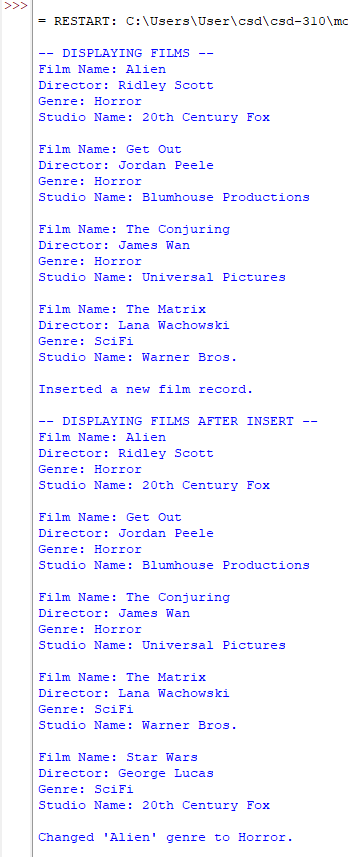 >>>
= RESTART: C:\Users\User\csd\csd-310\mo
-- DISPLAYING FILMS --
Film Name: Alien
Director: Ridley Scott
Genre: Horror
Studio Name: 20th Century Fox
Film Name: Get Out
Director: Jordan Peele
Genre: Horror
Studio Name: Blumhouse Productions
Film Name: The Conjuring
Director: James Wan
Genre: Horror
Studio Name: Universal Pictures
Film Name: The Matrix
Director: Lana Wachowski
Genre: SciFi
Studio Name: Warner Bros.
Inserted a new film record.
-- DISPLAYING FILMS AFTER INSERT --
Film Name: Alien
Director: Ridley Scott
Genre: Horror
Studio Name: 20th Century Fox
Film Name: Get Out
Director: Jordan Peele
Genre: Horror
Studio Name: Blumhouse Productions
Film Name: The Conjuring
Director: James Wan
Genre: Horror
Studio Name: Universal Pictures
Film Name: The Matrix
Director: Lana Wachowski
Genre: SciFi
Studio Name: Warner Bros.
Film Name: Star Wars
Director: George Lucas
Genre: SciFi
Studio Name: 20th Century Fox
Changed 'Alien' genre to Horror.